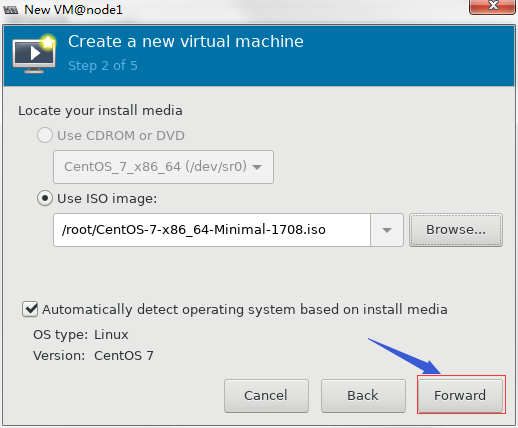 New VM@node1
Create a new virtual machine
Step 2 of 5
Locate your install media
Use CDROM or DVD
CentOS_7_x86_64 (/dev/sr0)
Use ISO image:
/root/CentOS-7-x86_64-Minimal-1708.iso
Browse...
Automatically detect operating system based on install media
OS type: Linux
Version: CentOS 7
Cancel Back Forward